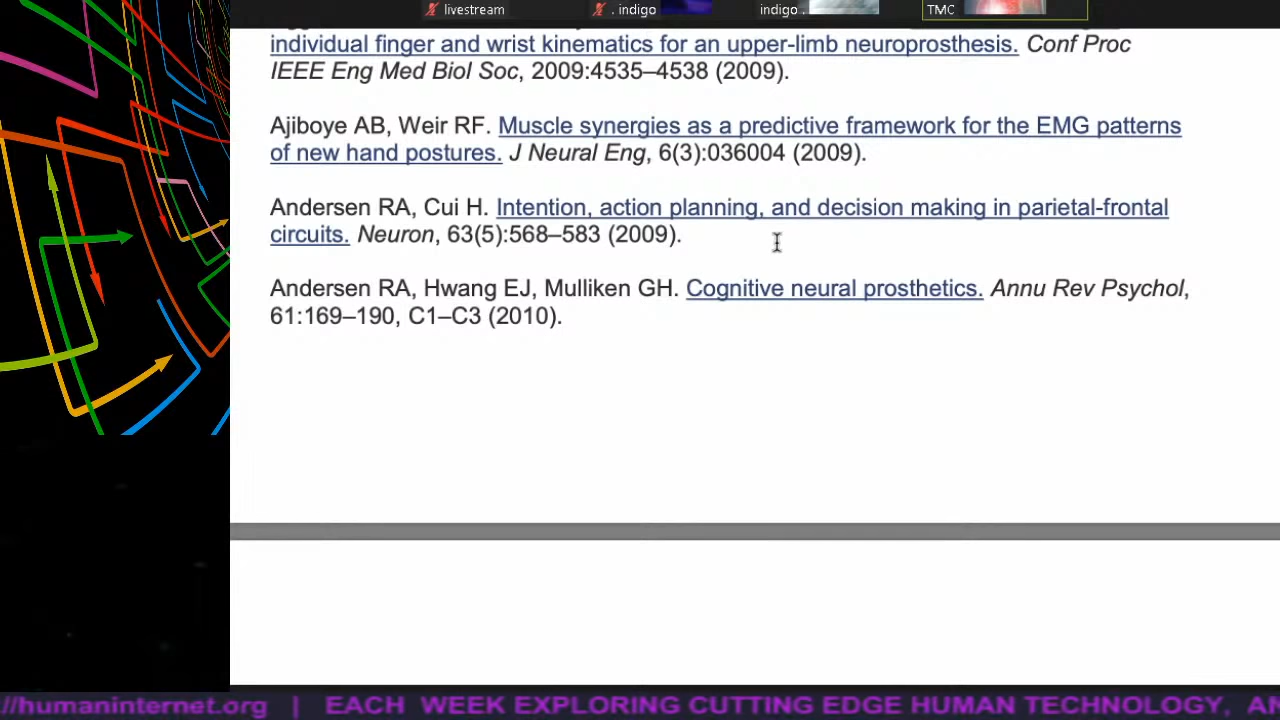 livestream
. indigo
indigo .
TMC
individual finger and wrist kinematics for an upper-limb neuroprosthesis. Conf Proc
IEEE Eng Med Biol Soc, 2009:4535–4538 (2009).
Ajiboye AB, Weir RF. Muscle synergies as a predictive framework for the EMG patterns
of new hand postures. J Neural Eng, 6(3):036004 (2009).
Andersen RA, Cui H. Intention, action planning, and decision making in parietal-frontal
circuits. Neuron, 63(5):568–583 (2009).
Andersen RA, Hwang EJ, Mulliken GH. Cognitive neural prosthetics. Annu Rev Psychol,
61:169–190, C1–C3 (2010).
//humaninternet.org | EACH WEEK EXPLORING CUTTING EDGE HUMAN TECHNOLOGY,